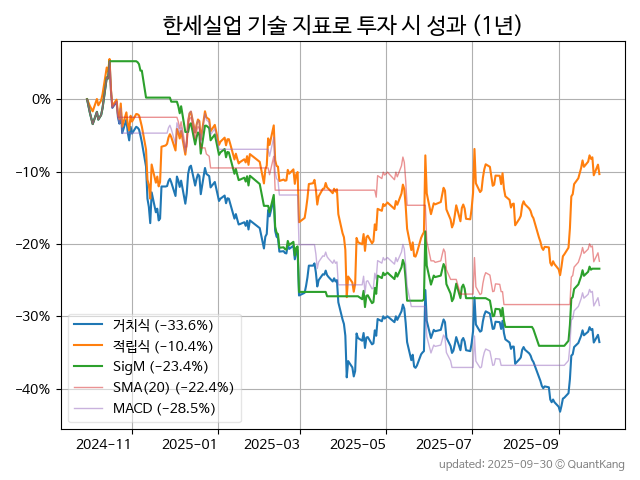 한세실업 기술 지표로 투자 시 성과 (1년)
0%
−10%
−20%
−30%
−40%
거치식 (−33.6%)
적립식 (−10.4%)
SigM (−23.4%)
SMA(20) (−22.4%)
MACD (−28.5%)
2024−11 2025−01 2025−03 2025−05 2025−07 2025−09
updated: 2025-09-30 ⓒ QuantKang